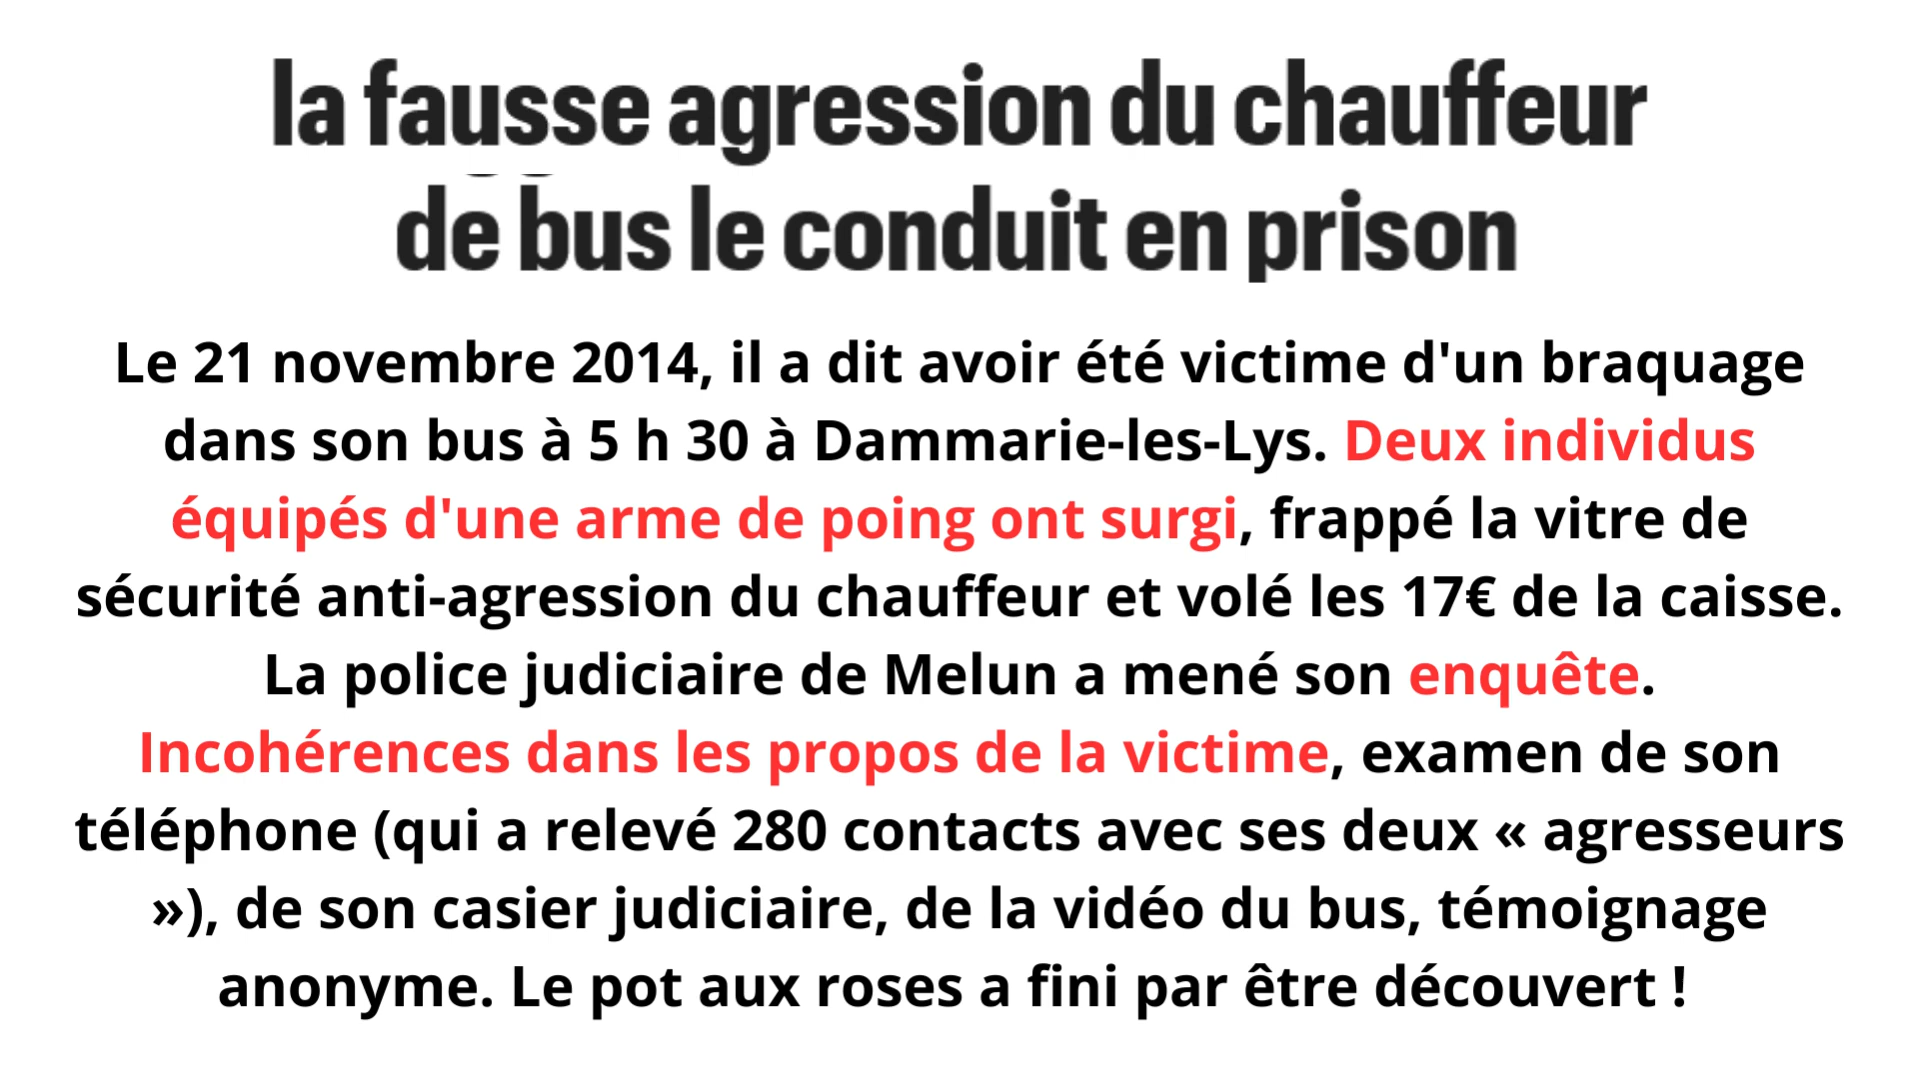 la fausse agression du chauffeur
de bus le conduit en prison
Le 21 novembre 2014, il a dit avoir été victime d'un braquage
dans son bus à 5 h 30 à Dammarie-les-Lys. Deux individus
équipés d'une arme de poing ont surgi, frappé la vitre de
sécurité anti-agression du chauffeur et volé les 17€ de la caisse.
La police judiciaire de Melun a mené son enquête.
Incohérences dans les propos de la victime, examen de son
téléphone (qui a relevé 280 contacts avec ses deux « agresseurs
»), de son casier judiciaire, de la vidéo du bus, témoignage
anonyme. Le pot aux roses a fini par être découvert !